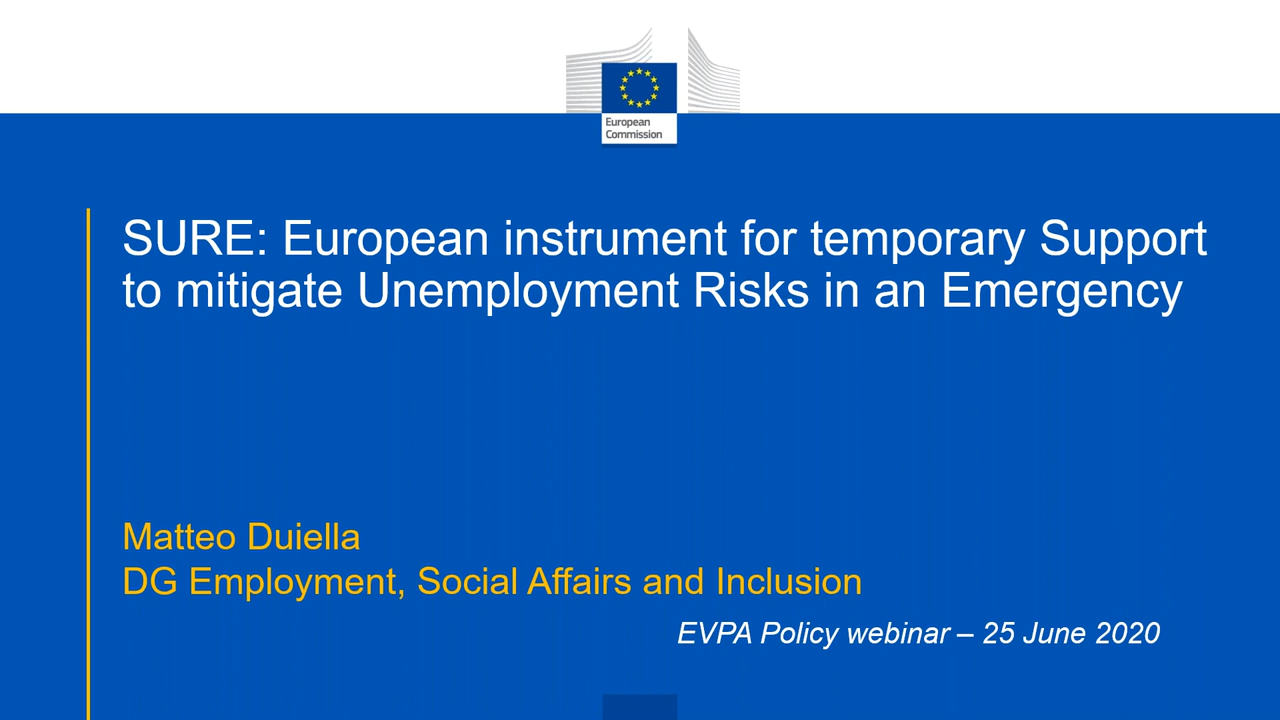 European
Commission
SURE: European instrument for temporary Support
to mitigate Unemployment Risks in an Emergency
Matteo Duiella
DG Employment, Social Affairs and Inclusion
EVPA Policy webinar – 25 June 2020